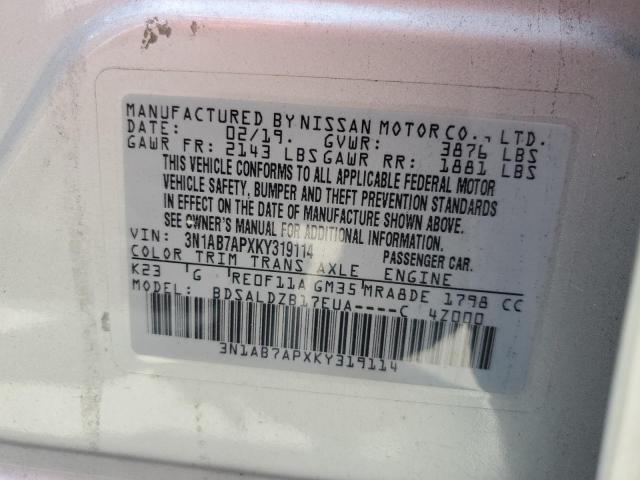 MANUFACTURED BY NISSAN MOTOR CO., LTD.
DATE: 02/19. GVWR: 3876 LBS
GAWR FR: 2143 LBS GAWR RR: 1881 LBS
THIS VEHICLE CONFORMS TO ALL APPLICABLE FEDERAL MOTOR
VEHICLE SAFETY, BUMPER AND THEFT PREVENTION STANDARDS
IN EFFECT ON THE DATE OF MANUFACTURE SHOWN ABOVE.
SEE OWNER'S MANUAL FOR ADDITIONAL INFORMATION.
VIN: 3N1AB7APXKY319114 PASSENGER CAR.
COLOR TRIM TRANS AXLE ENGINE
K23 G RE0F11A GM35 MRA8DE 1798 CC
MODEL: BDSALDZB17EUA----C 4Z000
3N1AB7APXKY319114